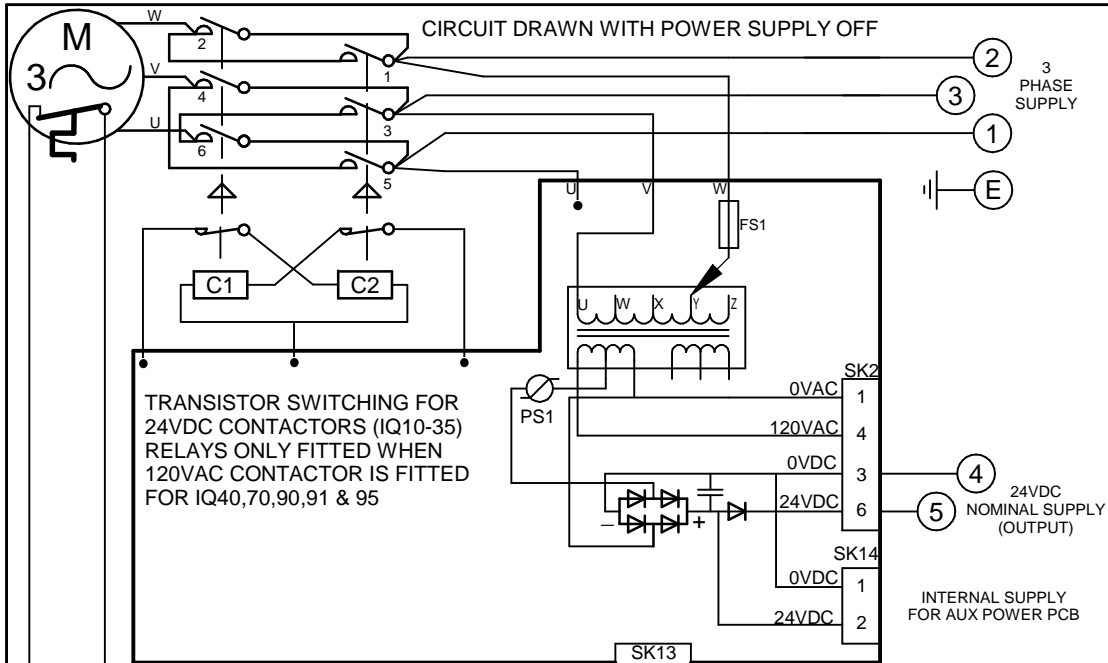 CIRCUIT DRAWN WITH POWER SUPPLY OFF
W
M
3
V
U
2
1
4
3
6
5
2
3
1
E
3
PHASE
SUPPLY
U
V
W
FS1
C1
C2
U
W
X
Y
Z
PS1
TRANSISTOR SWITCHING FOR
24VDC CONTACTORS (IQ10-35)
RELAYS ONLY FITTED WHEN
120VAC CONTACTOR IS FITTED
FOR IQ40,70,90,91 & 95
SK2
0VAC 1
120VAC 4
0VDC 3
24VDC 6
4
5
24VDC
NOMINAL SUPPLY
(OUTPUT)
– +
SK14
0VDC 1
24VDC 2
INTERNAL SUPPLY
FOR AUX POWER PCB
SK13